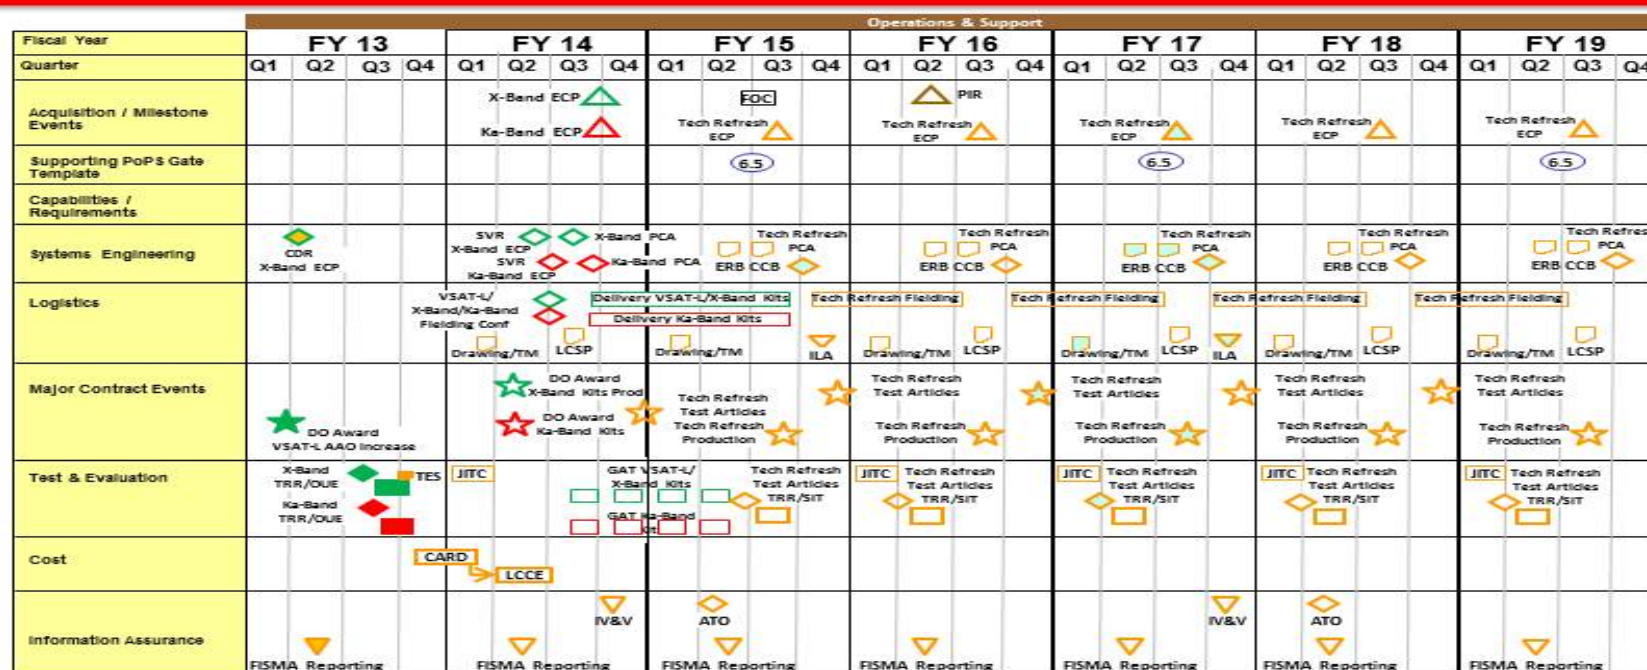 Operations & Support
Fiscal Year FY 13 FY 14 FY 15 FY 16 FY 17 FY 18 FY 19
Quarter Q1 Q2 Q3 Q4 Q1 Q2 Q3 Q4 Q1 Q2 Q3 Q4 Q1 Q2 Q3 Q4 Q1 Q2 Q3 Q4 Q1 Q2 Q3 Q4 Q1 Q2 Q3 Q4
Acquisition / Milestone
Events
X-Band ECP FOC PIR
Ka-Band ECP
Tech Refresh Tech Refresh Tech Refresh Tech Refresh Tech Refresh
ECP ECP ECP ECP ECP
Supporting PoPS Gate
Template
6.5 6.5 6.5
Capabilities /
Requirements
Systems Engineering
CDR
X-Band ECP
SVR
X-Band ECP
X-Band PCA
SVR
Ka-Band ECP
Ka-Band PCA
Tech Refresh Tech Refresh Tech Refresh Tech Refresh Tech Refres
PCA PCA PCA PCA PCA
ERB CCB ERB CCB ERB CCB ERB CCB ERB CCB
Logistics
VSAT-L/
X-Band/Ka-Band
Fielding Conf
Delivery VSAT-L/X-Band Kits
Delivery Ka-Band Kits
Tech Refresh Fielding Tech Refresh Fielding Tech Refresh Fielding Tech Refresh Fielding
Drawing/TM LCSP Drawing/TM ILA Drawing/TM LCSP Drawing/TM LCSP ILA Drawing/TM LCSP Drawing/TM LCSP
Major Contract Events
DO Award
VSAT-L AAO Increase
DO Award
X-Band Kits Prod
DO Award
Ka-Band Kits
Tech Refresh Tech Refresh Tech Refresh Tech Refresh Tech Refresh
Test Articles Test Articles Test Articles Test Articles Test Articles
Tech Refresh Tech Refresh Tech Refresh Tech Refresh Tech Refresh
Production Production Production Production Production
Test & Evaluation
X-Band
TRR/OUE
TES
Ka-Band
TRR/OUE
JITC
GAT VSAT-L/
X-Band Kits
GAT Ka-Band
Tech Refresh JITC Tech Refresh JITC Tech Refresh JITC Tech Refresh JITC Tech Refresh
Test Articles Test Articles Test Articles Test Articles Test Articles
TRR/SIT TRR/SIT TRR/SIT TRR/SIT TRR/SIT
Cost
CARD
LCCE
Information Assurance
IV&V ATO IV&V ATO
FISMA Reporting FISMA Reporting FISMA Reporting FISMA Reporting FISMA Reporting FISMA Reporting FISMA Reporting